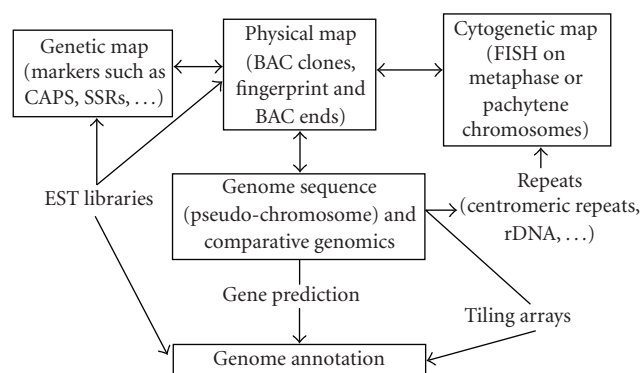 Genetic map
(markers such as
CAPS, SSRs, …)
Physical map
(BAC clones,
fingerprint and
BAC ends)
Cytogenetic map
(FISH on
metaphase or
pachytene
chromosomes)
EST libraries
Genome sequence
(pseudo-chromosome) and
comparative genomics
Repeats
(centromeric repeats,
rDNA, …)
Gene prediction
Tiling arrays
Genome annotation